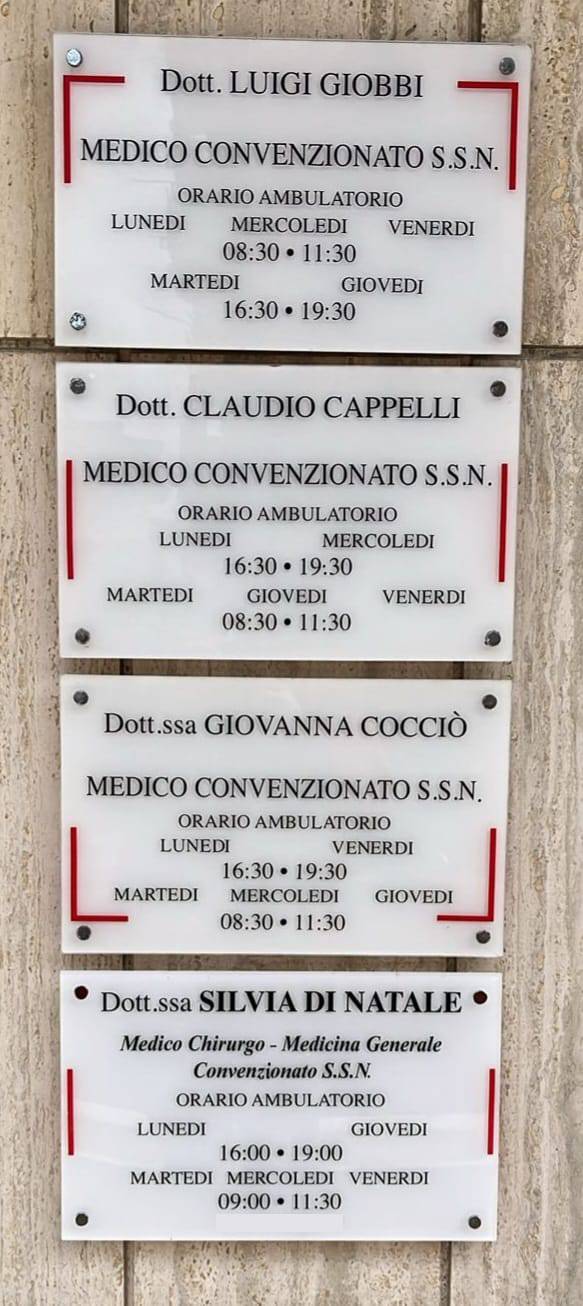 Dott. LUIGI GIOBBI
MEDICO CONVENZIONATO S.S.N.
ORARIO AMBULATORIO
LUNEDI MERCOLEDI VENERDI
08:30 • 11:30
MARTEDI GIOVEDI
16:30 • 19:30
Dott. CLAUDIO CAPPELLI
MEDICO CONVENZIONATO S.S.N.
ORARIO AMBULATORIO
LUNEDI MERCOLEDI
16:30 • 19:30
MARTEDI GIOVEDI VENERDI
08:30 • 11:30
Dott.ssa GIOVANNA COCCIÒ
MEDICO CONVENZIONATO S.S.N.
ORARIO AMBULATORIO
LUNEDI VENERDI
16:30 • 19:30
MARTEDI MERCOLEDI GIOVEDI
08:30 • 11:30
Dott.ssa SILVIA DI NATALE
Medico Chirurgo - Medicina Generale
Convenzionato S.S.N.
ORARIO AMBULATORIO
LUNEDI GIOVEDI
16:00 • 19:00
MARTEDI MERCOLEDI VENERDI
09:00 • 11:30